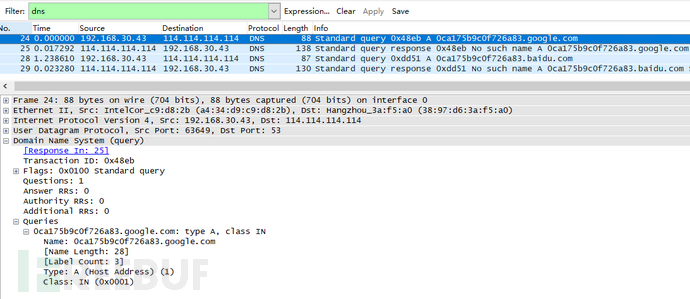 Filter: dns Expression... Clear Apply Save
No. Time Source Destination Protocol Length Info
24 0.000000 192.168.30.43 114.114.114.114 DNS 88 Standard query 0x48eb A 0ca175b9c0f726a83.google.com
25 0.017292 114.114.114.114 192.168.30.43 DNS 138 Standard query response 0x48eb No such name A 0ca175b9c0f726a83.google.com
28 1.238610 192.168.30.43 114.114.114.114 DNS 87 Standard query 0xdd51 A 0ca175b9c0f726a83.baidu.com
29 0.023280 114.114.114.114 192.168.30.43 DNS 130 Standard query response 0xdd51 No such name A 0ca175b9c0f726a83.baidu.com
Frame 24: 88 bytes on wire (704 bits), 88 bytes captured (704 bits) on interface 0
Ethernet II, Src: IntelCor_c9:d8:2b (a4:34:d9:c9:d8:2b), Dst: Hangzhou_3a:f5:a0 (38:97:d6:3a:f5:a0)
Internet Protocol Version 4, Src: 192.168.30.43, Dst: 114.114.114.114
User Datagram Protocol, Src Port: 63649, Dst Port: 53
Domain Name System (query)
[Response In: 25]
Transaction ID: 0x48eb
Flags: 0x0100 Standard query
Questions: 1
Answer RRs: 0
Authority RRs: 0
Additional RRs: 0
Queries
0ca175b9c0f726a83.google.com: type A, class IN
Name: 0ca175b9c0f726a83.google.com
[Name Length: 28]
[Label Count: 3]
Type: A (Host Address) (1)
Class: IN (0x0001)